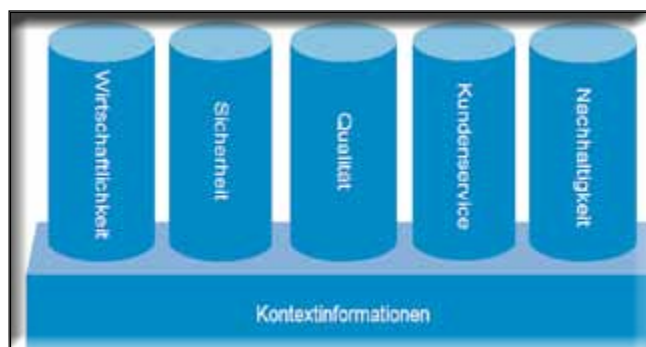 Wirtschaftlichkeit
Sicherheit
Qualität
Kundenservice
Nachhaltigkeit
Kontextinformationen